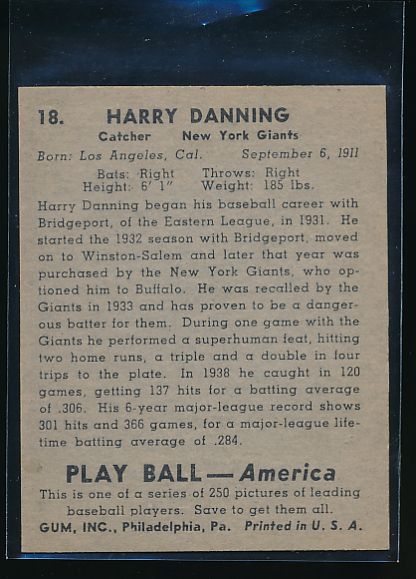 18. HARRY DANNING
Catcher New York Giants
Born: Los Angeles, Cal. September 6, 1911
Bats: Right Throws: Right
Height: 6' 1" Weight: 185 lbs.
Harry Danning began his baseball career with
Bridgeport, of the Eastern League, in 1931. He
started the 1932 season with Bridgeport, moved
on to Winston-Salem and later that year was
purchased by the New York Giants, who op-
tioned him to Buffalo. He was recalled by the
Giants in 1933 and has proven to be a danger-
ous batter for them. During one game with the
Giants he performed a superhuman feat, hitting
two home runs, a triple and a double in four
trips to the plate. In 1938 he caught in 120
games, getting 137 hits for a batting average
of .306. His 6-year major-league record shows
301 hits and 366 games, for a major-league life-
time batting average of .284.
PLAY BALL — America
This is one of a series of 250 pictures of leading
baseball players. Save to get them all.
GUM, INC., Philadelphia, Pa. Printed in U. S. A.